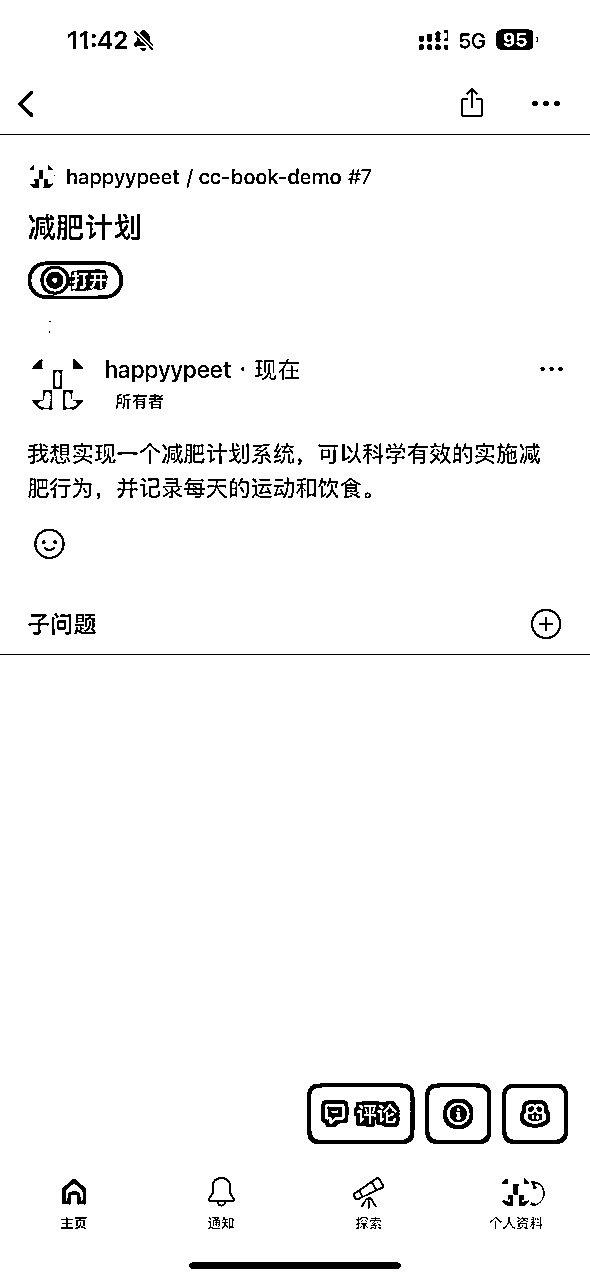 11:42
5G 95
happyypeet / cc-book-demo #7
减肥计划
打开
happyypeet · 现在
所有者
我想实现一个减肥计划系统，可以科学有效的实施减
肥行为，并记录每天的运动和饮食。
子问题
评论
主页
通知
探索
个人资料